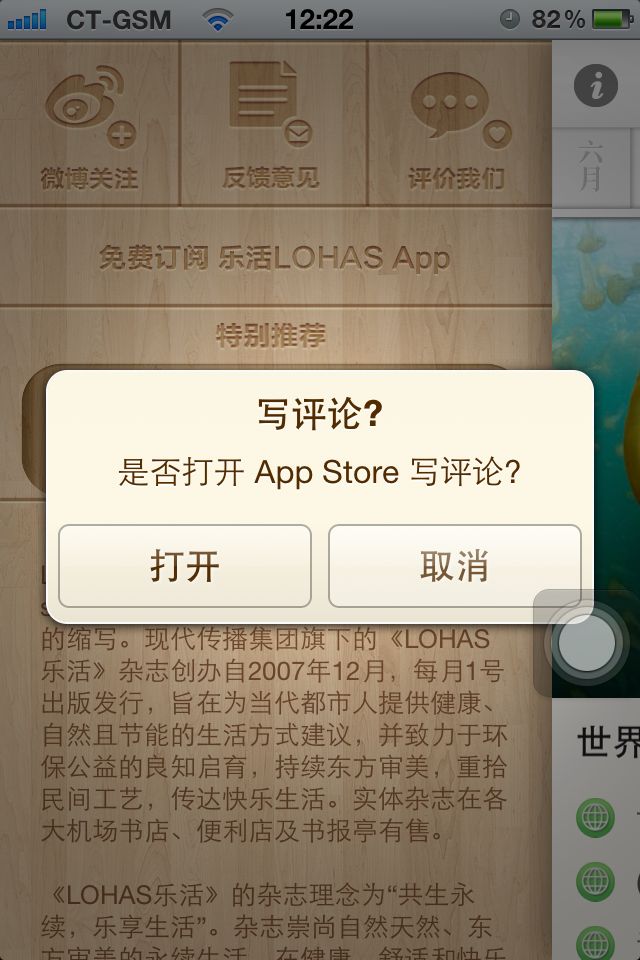 CT-GSM 12:22 82%
微博关注 反馈意见 评价我们
六月
免费订阅 乐活LOHAS App
特别推荐
写评论?
是否打开 App Store 写评论?
打开 取消
的缩写。现代传播集团旗下的《LOHAS
乐活》杂志创办自2007年12月，每月1号
出版发行，旨在为当代都市人提供健康、
自然且节能的生活方式建议，并致力于环
保公益的良知启育，持续东方审美，重拾
民间工艺，传达快乐生活。实体杂志在各
大机场书店、便利店及书报亭有售。
《LOHAS乐活》的杂志理念为“共生永
续，乐享生活”。杂志崇尚自然天然、东
方审美的永续生活，在健康、舒适和快乐
世界